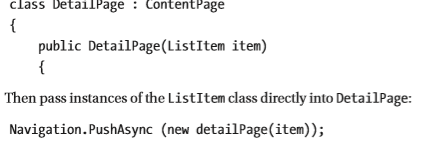 class DetailPage : ContentPage
{
public DetailPage(ListItem item)
{
Then pass instances of the ListItem class directly into DetailPage:
Navigation.PushAsync (new detailPage(item));